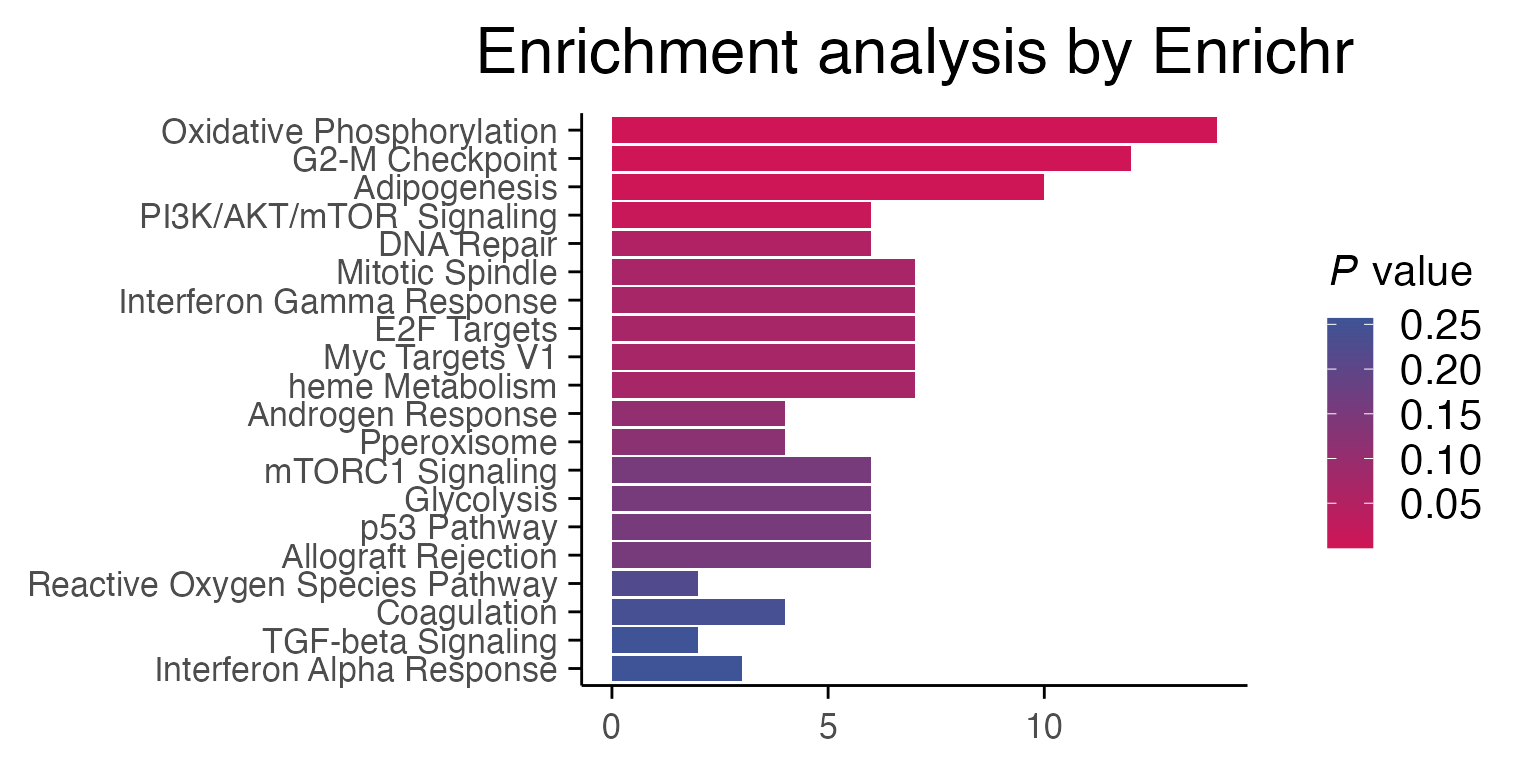 Enrichment analysis by Enrichr
Oxidative Phosphorylation
G2-M Checkpoint
Adipogenesis
PI3K/AKT/mTOR  Signaling
DNA Repair
Mitotic Spindle
Interferon Gamma Response
E2F Targets
Myc Targets V1
heme Metabolism
Androgen Response
Pperoxisome
mTORC1 Signaling
Glycolysis
p53 Pathway
Allograft Rejection
Reactive Oxygen Species Pathway
Coagulation
TGF-beta Signaling
Interferon Alpha Response
0 5 10
P value
0.25
0.20
0.15
0.10
0.05